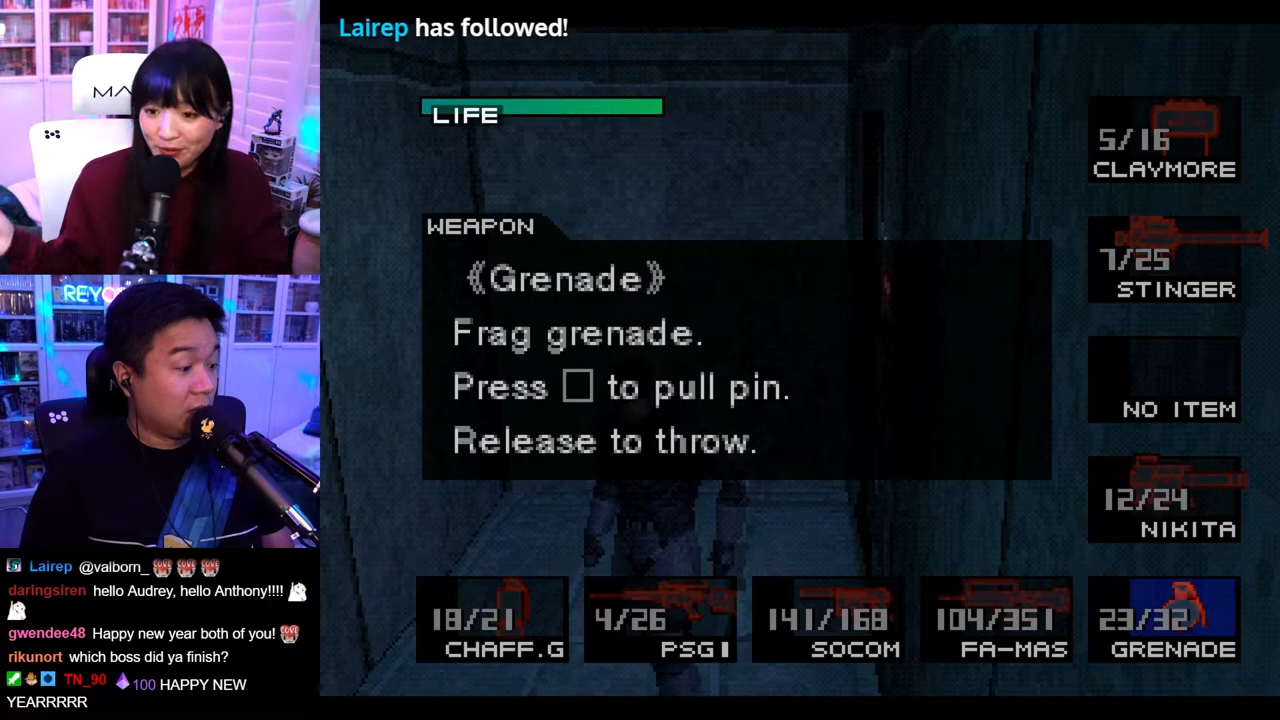 Lairep has followed!
MA
LIFE
5/16
CLAYMORE
WEAPON
《Grenade》
Frag grenade.
Press □ to pull pin.
Release to throw.
7/25
STINGER
NO ITEM
12/24
NIKITA
18/21
CHAFF.G
4/26
PSG1
141/168
SOCOM
104/351
FA-MAS
23/32
GRENADE
REYO
Lairep @vaiborn_
daringsiren hello Audrey, hello Anthony!!!!
gwendee48 Happy new year both of you!
rikunort which boss did ya finish?
TN_90 100 HAPPY NEW
YEARRRRR